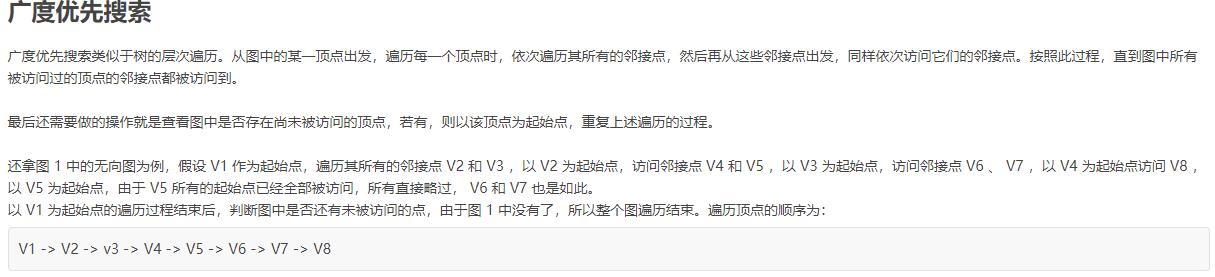 广度优先搜索
广度优先搜索类似于树的层次遍历。从图中的某一顶点出发，遍历每一个顶点时，依次遍历其所有的邻接点，然后再从这些邻接点出发，同样依次访问它们的邻接点。按照此过程，直到图中所有
被访问过的顶点的邻接点都被访问到。
最后还需要做的操作就是查看图中是否存在尚未被访问的顶点，若有，则以该顶点为起始点，重复上述遍历的过程。
还拿图 1 中的无向图为例，假设 V1 作为起始点，遍历其所有的邻接点 V2 和 V3 ，以 V2 为起始点，访问邻接点 V4 和 V5 ，以 V3 为起始点，访问邻接点 V6 、 V7 ，以 V4 为起始点访问 V8 ，
以 V5 为起始点，由于 V5 所有的起始点已经全部被访问，所有直接略过， V6 和 V7 也是如此。
以 V1 为起始点的遍历过程结束后，判断图中是否还有未被访问的点，由于图 1 中没有了，所以整个图遍历结束。遍历顶点的顺序为：
V1 -> V2 -> v3 -> V4 -> V5 -> V6 -> V7 -> V8